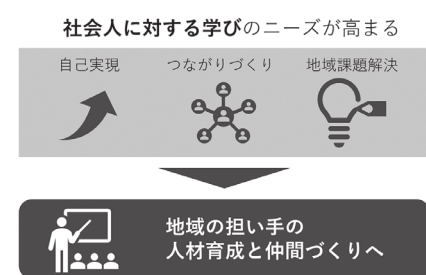 社会人に対する学びのニーズが高まる
自己実現 つながりづくり 地域課題解決
地域の担い手の
人材育成と仲間づくりへ